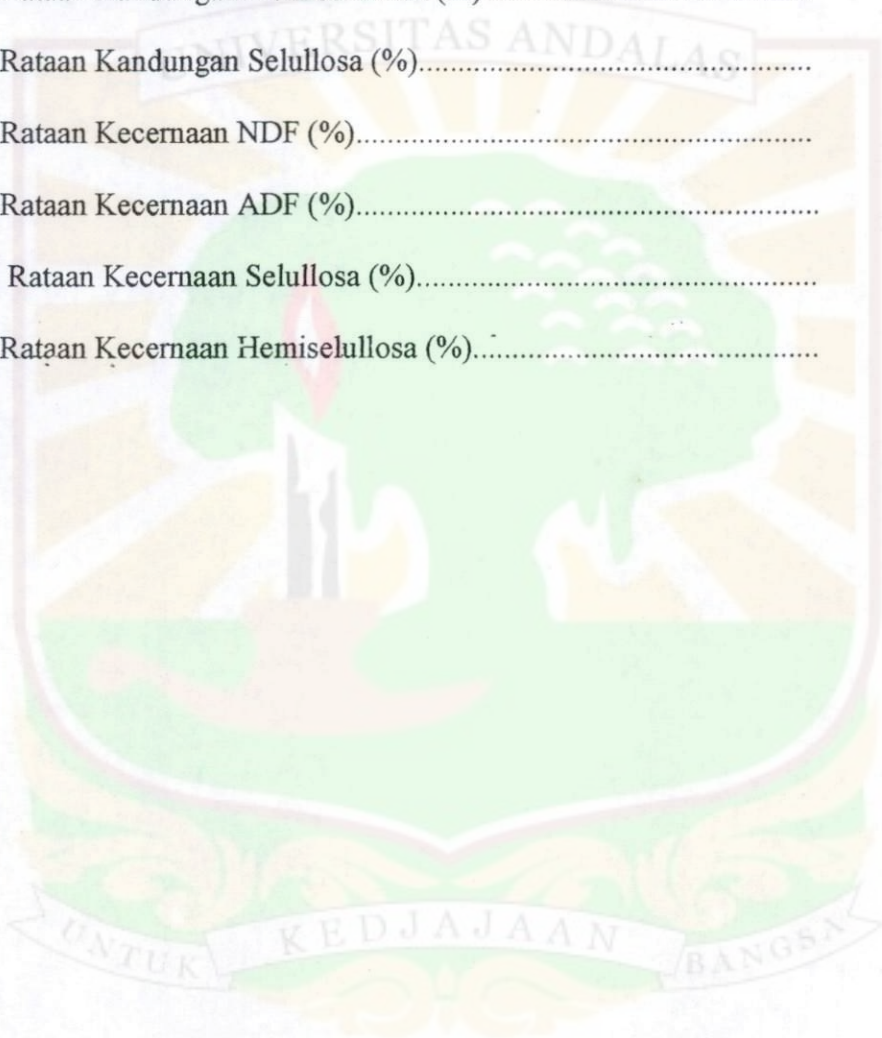 (%)
UNIVERSITAS ANDALAS
Rataan Kandungan Selullosa (%)..................................................
Rataan Kecernaan NDF (%)..........................................................
Rataan Kecernaan ADF (%)...........................................................
Rataan Kecernaan Selullosa (%)...................................................
Rataan Kecernaan Hemiselullosa (%)............................................
UNTUK KEDJAJAAN BANGSA